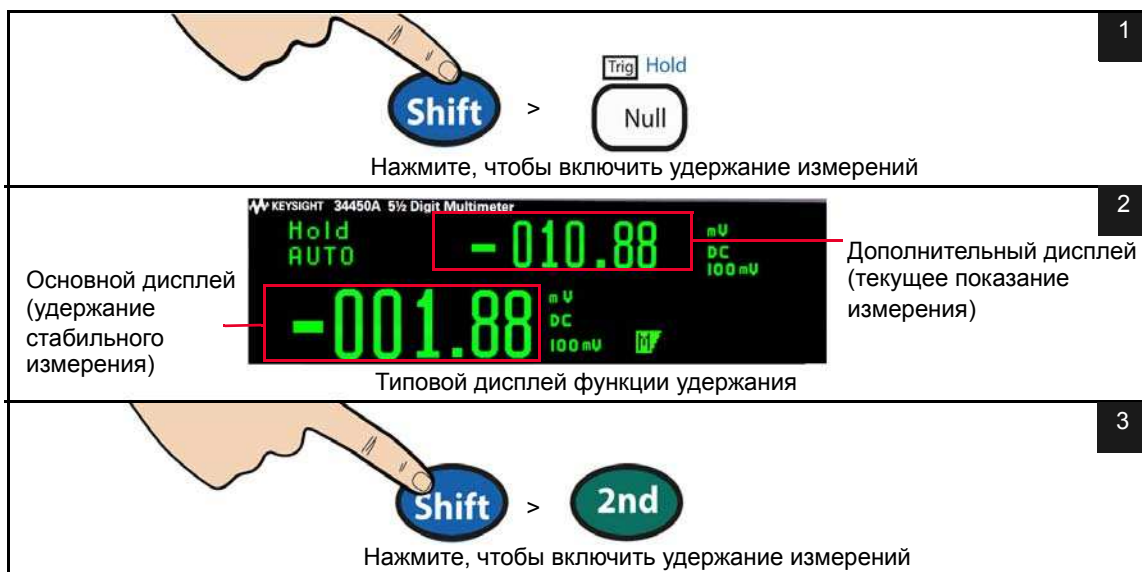 1
Trig Hold
Shift > Null
Нажмите, чтобы включить удержание измерений
2
KEYSIGHT 34450A 5½ Digit Multimeter
Hold
AUTO
-010.88
mV
DC
100 mV
Дополнительный дисплей
(текущее показание
измерения)
Основной дисплей
(удержание
стабильного
измерения)
-001.88
mV
DC
100 mV
M
Типовой дисплей функции удержания
3
Shift > 2nd
Нажмите, чтобы включить удержание измерений